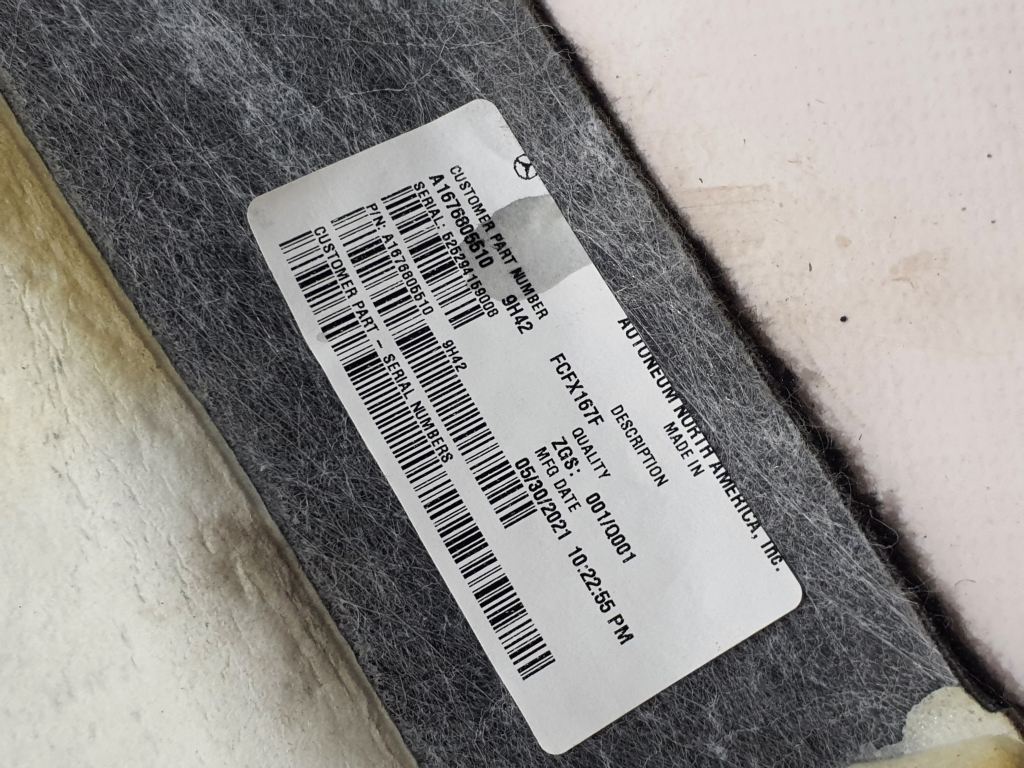 AUTONEUM NORTH AMERICA, Inc.
MADE IN
DESCRIPTION
FCFX167F
QUALITY
ZGS: 001/Q001
MFG DATE
05/30/2021 10:22:55 PM
CUSTOMER PART NUMBER
A1676806510 9H42
SERIAL: 525224158008
P/N: A1676806510 9H42
CUSTOMER PART - SERIAL NUMBERS